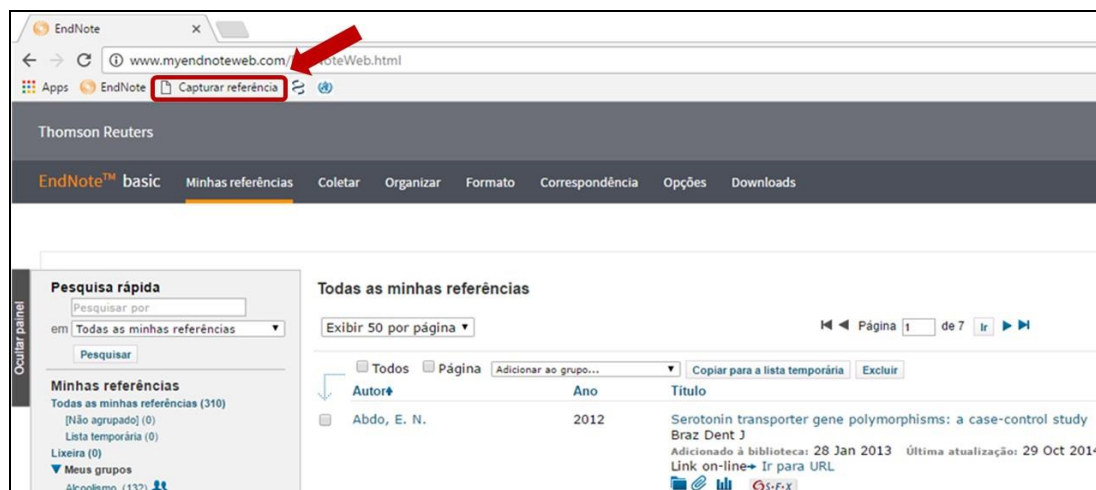 EndNote
www.myendnoteweb.com/ oteWeb.html
Apps EndNote Capturar referência
Thomson Reuters
EndNote™ basic Minhas referências Coletar Organizar Formato Correspondência Opções Downloads
Ocultar painel
Pesquisa rápida
Pesquisar por
em Todas as minhas referências
Pesquisar
Minhas referências
Todas as minhas referências (310)
[Não agrupado] (0)
Lista temporária (0)
Lixeira (0)
Meus grupos
Alcoolismo (132)
Todas as minhas referências
Exibir 50 por página
Página 1 de 7 Ir
Todos Página Adicionar ao grupo... Copiar para a lista temporária Excluir
Autor Ano Título
Abdo, E. N. 2012 Serotonin transporter gene polymorphisms: a case-control study
Braz Dent J
Adicionado à biblioteca: 28 Jan 2013 Última atualização: 29 Oct 2014
Link on-line Ir para URL
S·F·X